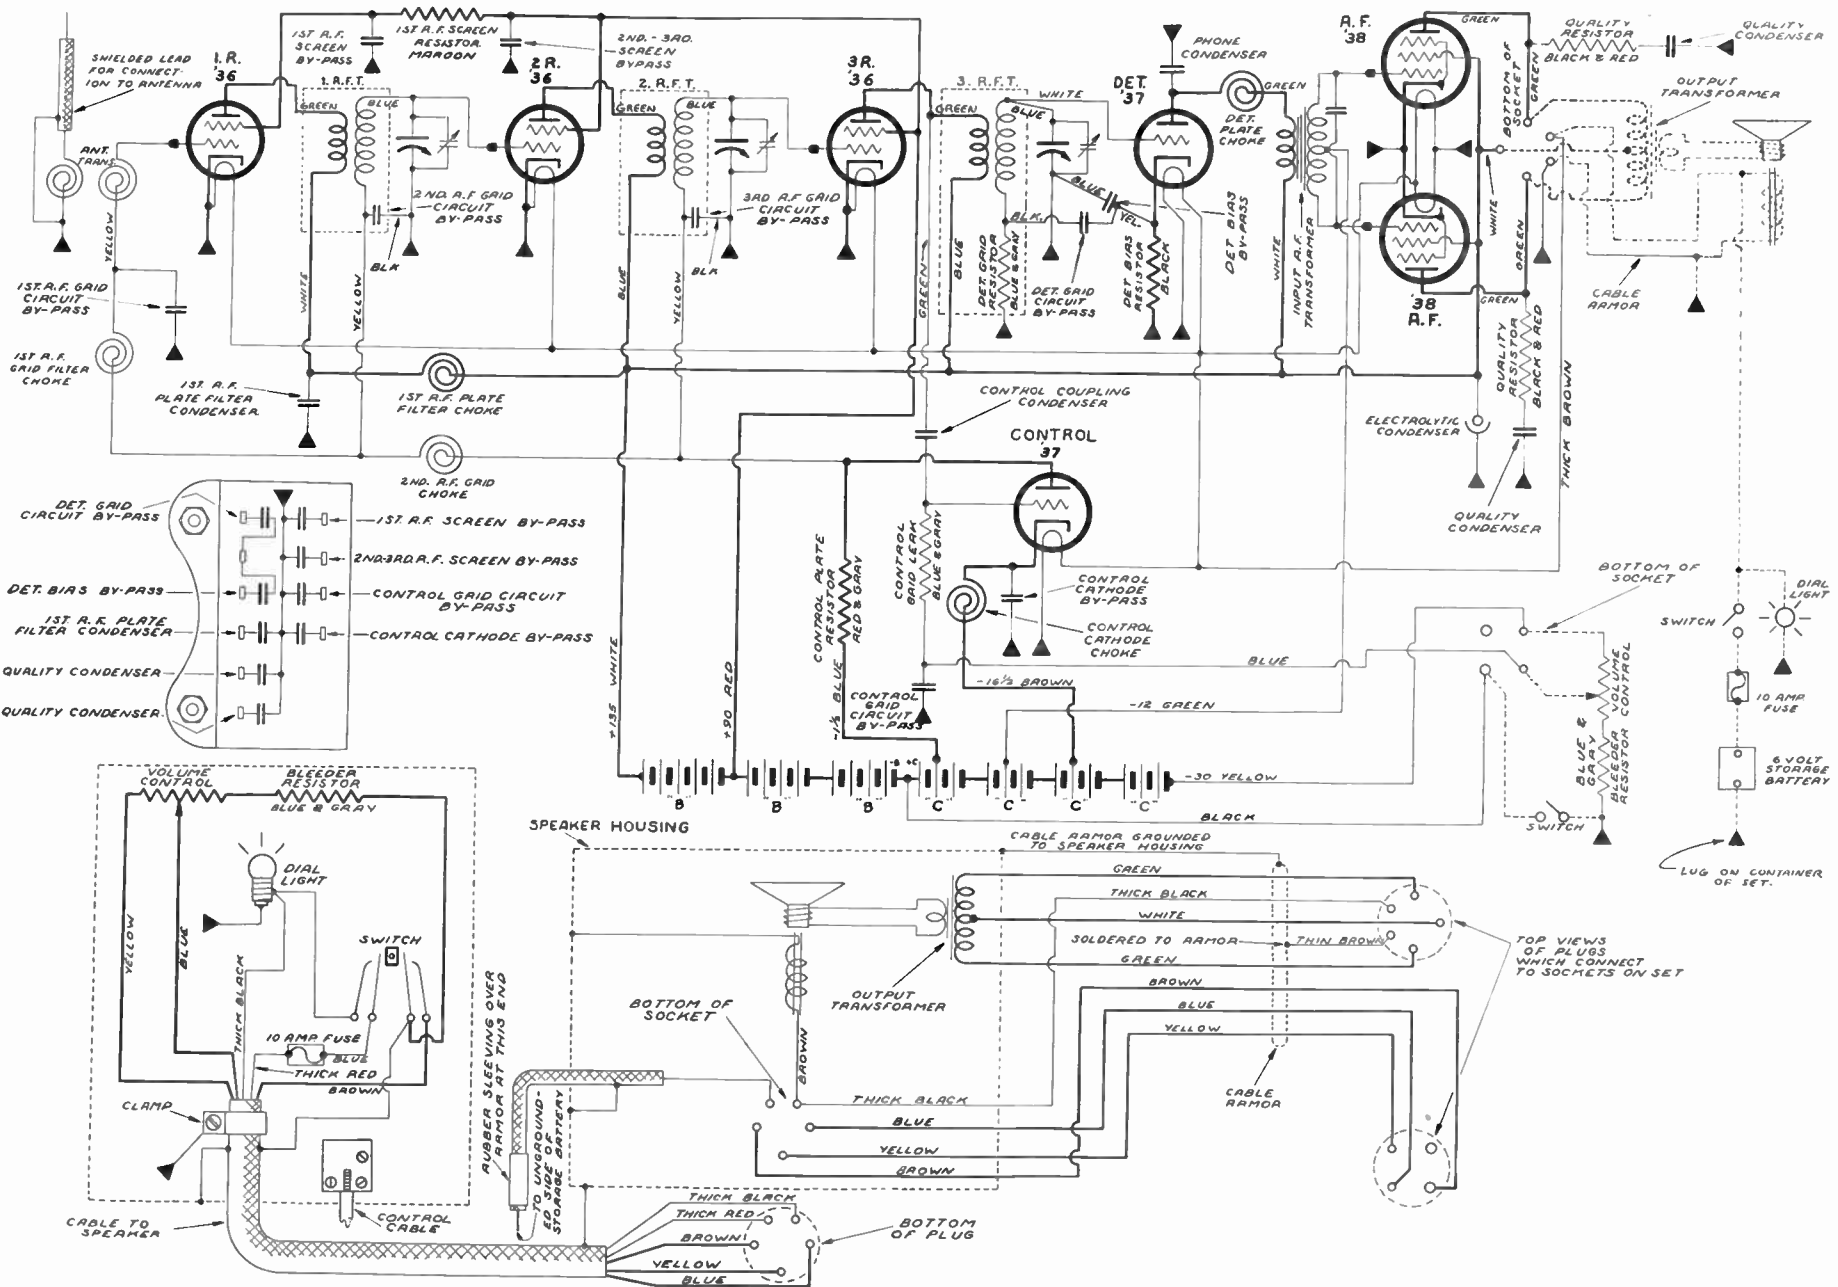 SHIELDED LEAD
FOR CONNECT-
ION TO ANTENNA
ANT.
TRANS.
YELLOW
1ST. R.F. GRID
CIRCUIT
BY-PASS
1ST R.F.
GRID FILTER
CHOKE
1.R.
'36
1ST R.F.
SCREEN
BY-PASS
1ST R.F. SCREEN
RESISTOR
MAROON
2ND.-3RD.
SCREEN
BYPASS
1. R.F.T.
GREEN
BLUE
2ND. R.F. GRID
CIRCUIT
BY-PASS
BLK
WHITE
YELLOW
2R.
'36
2. R.F.T.
GREEN
BLUE
3RD R.F GRID
CIRCUIT
BY-PASS
BLK
BLUE
YELLOW
3R.
'36
3. R.F.T.
GREEN
BLUE
WHITE
GREEN
BLUE
DET. GRID
RESISTOR
BLUE & GRAY
BLK.
BLUE
YEL.
DET. GRID
CIRCUIT
BY-PASS
DET.
'37
PHONE
CONDENSER
DET.
PLATE
CHOKE
GREEN
DET BIAS
RESISTOR
BLACK
DET BIAS
BY-PASS
WHITE
INPUT A.F.
TRANSFORMER
A.F.
'38
GREEN
BOTTOM OF
SOCKET
GREEN
QUALITY
RESISTOR
BLACK & RED
QUALITY
CONDENSER
OUTPUT
TRANSFORMER
WHITE
GREEN
CABLE
ARMOR
'38
A.F.
GREEN
QUALITY
RESISTOR
BLACK & RED
THICK BROWN
ELECTROLYTIC
CONDENSER
QUALITY
CONDENSER
1ST. R.F.
PLATE FILTER
CONDENSER
1ST R.F. PLATE
FILTER CHOKE
2ND. R.F. GRID
CHOKE
CONTROL COUPLING
CONDENSER
CONTROL
'37
CONTROL PLATE
RESISTOR
RED & GRAY
CONTROL
GRID LEAK
BLUE & GRAY
CONTROL
CATHODE
BY-PASS
CONTROL
CATHODE
CHOKE
BLUE
CONTROL
GRID
CIRCUIT
BY-PASS
+135 WHITE
+90 RED
-1½ BLUE
-16½ BROWN
-12 GREEN
-30 YELLOW
BLACK
"B"
"B"
"B"
-B
+C
"C"
"C"
"C"
"C"
BOTTOM OF
SOCKET
VOLUME
CONTROL
BLUE &
GRAY
BLEEDER
RESISTOR
SWITCH
SWITCH
DIAL
LIGHT
10 AMP
FUSE
6 VOLT
STORAGE
BATTERY
LUG ON CONTAINER
OF SET.
DET. GRID
CIRCUIT BY-PASS
DET. BIAS BY-PASS
1ST. R.F. PLATE
FILTER CONDENSER
QUALITY CONDENSER
QUALITY CONDENSER.
1ST. R.F. SCREEN BY-PASS
2ND-3RD.R.F. SCREEN BY-PASS
CONTROL GRID CIRCUIT
BY-PASS
CONTROL CATHODE BY-PASS
VOLUME
CONTROL
BLEEDER
RESISTOR
BLUE & GRAY
DIAL
LIGHT
YELLOW
BLUE
THICK BLACK
SWITCH
10 AMP FUSE
BLUE
THICK RED
BROWN
CLAMP
CABLE TO
SPEAKER
CONTROL
CABLE
RUBBER SLEEVING OVER
ARMOR AT THIS END
TO UNGROUND-
ED SIDE OF
STORAGE BATTERY
SPEAKER HOUSING
BOTTOM OF
SOCKET
BROWN
OUTPUT
TRANSFORMER
CABLE ARMOR GROUNDED
TO SPEAKER HOUSING
GREEN
THICK BLACK
WHITE
SOLDERED TO ARMOR
THIN BROWN
GREEN
BROWN
BLUE
YELLOW
CABLE
ARMOR
TOP VIEWS
OF PLUGS
WHICH CONNECT
TO SOCKETS ON SET
THICK BLACK
BLUE
YELLOW
BROWN
THICK BLACK
THICK RED
BROWN
YELLOW
BLUE
BOTTOM
OF PLUG